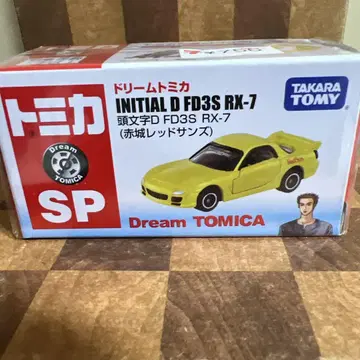 トミカ
Dream
TOMICA
SP
ドリームトミカ
INITIAL D FD3S RX-7
頭文字D FD3S RX-7
(赤城レッドサンズ)
TAKARA
TOMY
Dream TOMICA